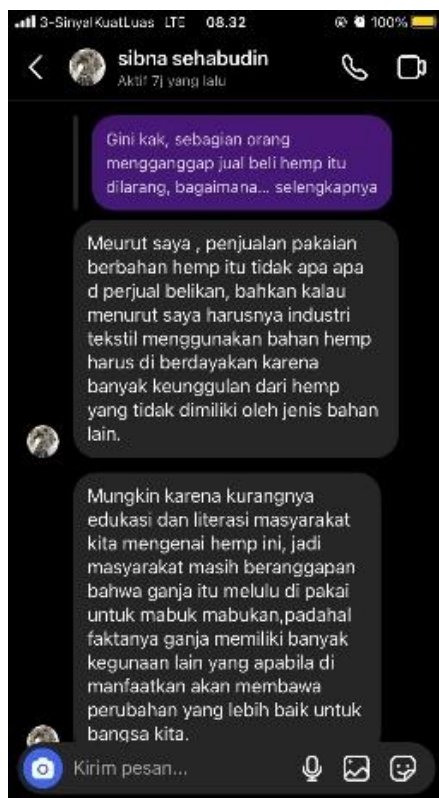 3-SinyalKuatLuas LTE 08.32 100%
sibna sehabudin
Aktif 7j yang lalu
Gini kak, sebagian orang
mengganggap jual beli hemp itu
dilarang, bagaimana... selengkapnya
Meurut saya , penjualan pakaian
berbahan hemp itu tidak apa apa
d perjual belikan, bahkan kalau
menurut saya harusnya industri
tekstil menggunakan bahan hemp
harus di berdayakan karena
banyak keunggulan dari hemp
yang tidak dimiliki oleh jenis bahan
lain.
Mungkin karena kurangnya
edukasi dan literasi masyarakat
kita mengenai hemp ini, jadi
masyarakat masih beranggapan
bahwa ganja itu melulu di pakai
untuk mabuk mabukan,padahal
faktanya ganja memiliki banyak
kegunaan lain yang apabila di
manfaatkan akan membawa
perubahan yang lebih baik untuk
bangsa kita.
Kirim pesan...